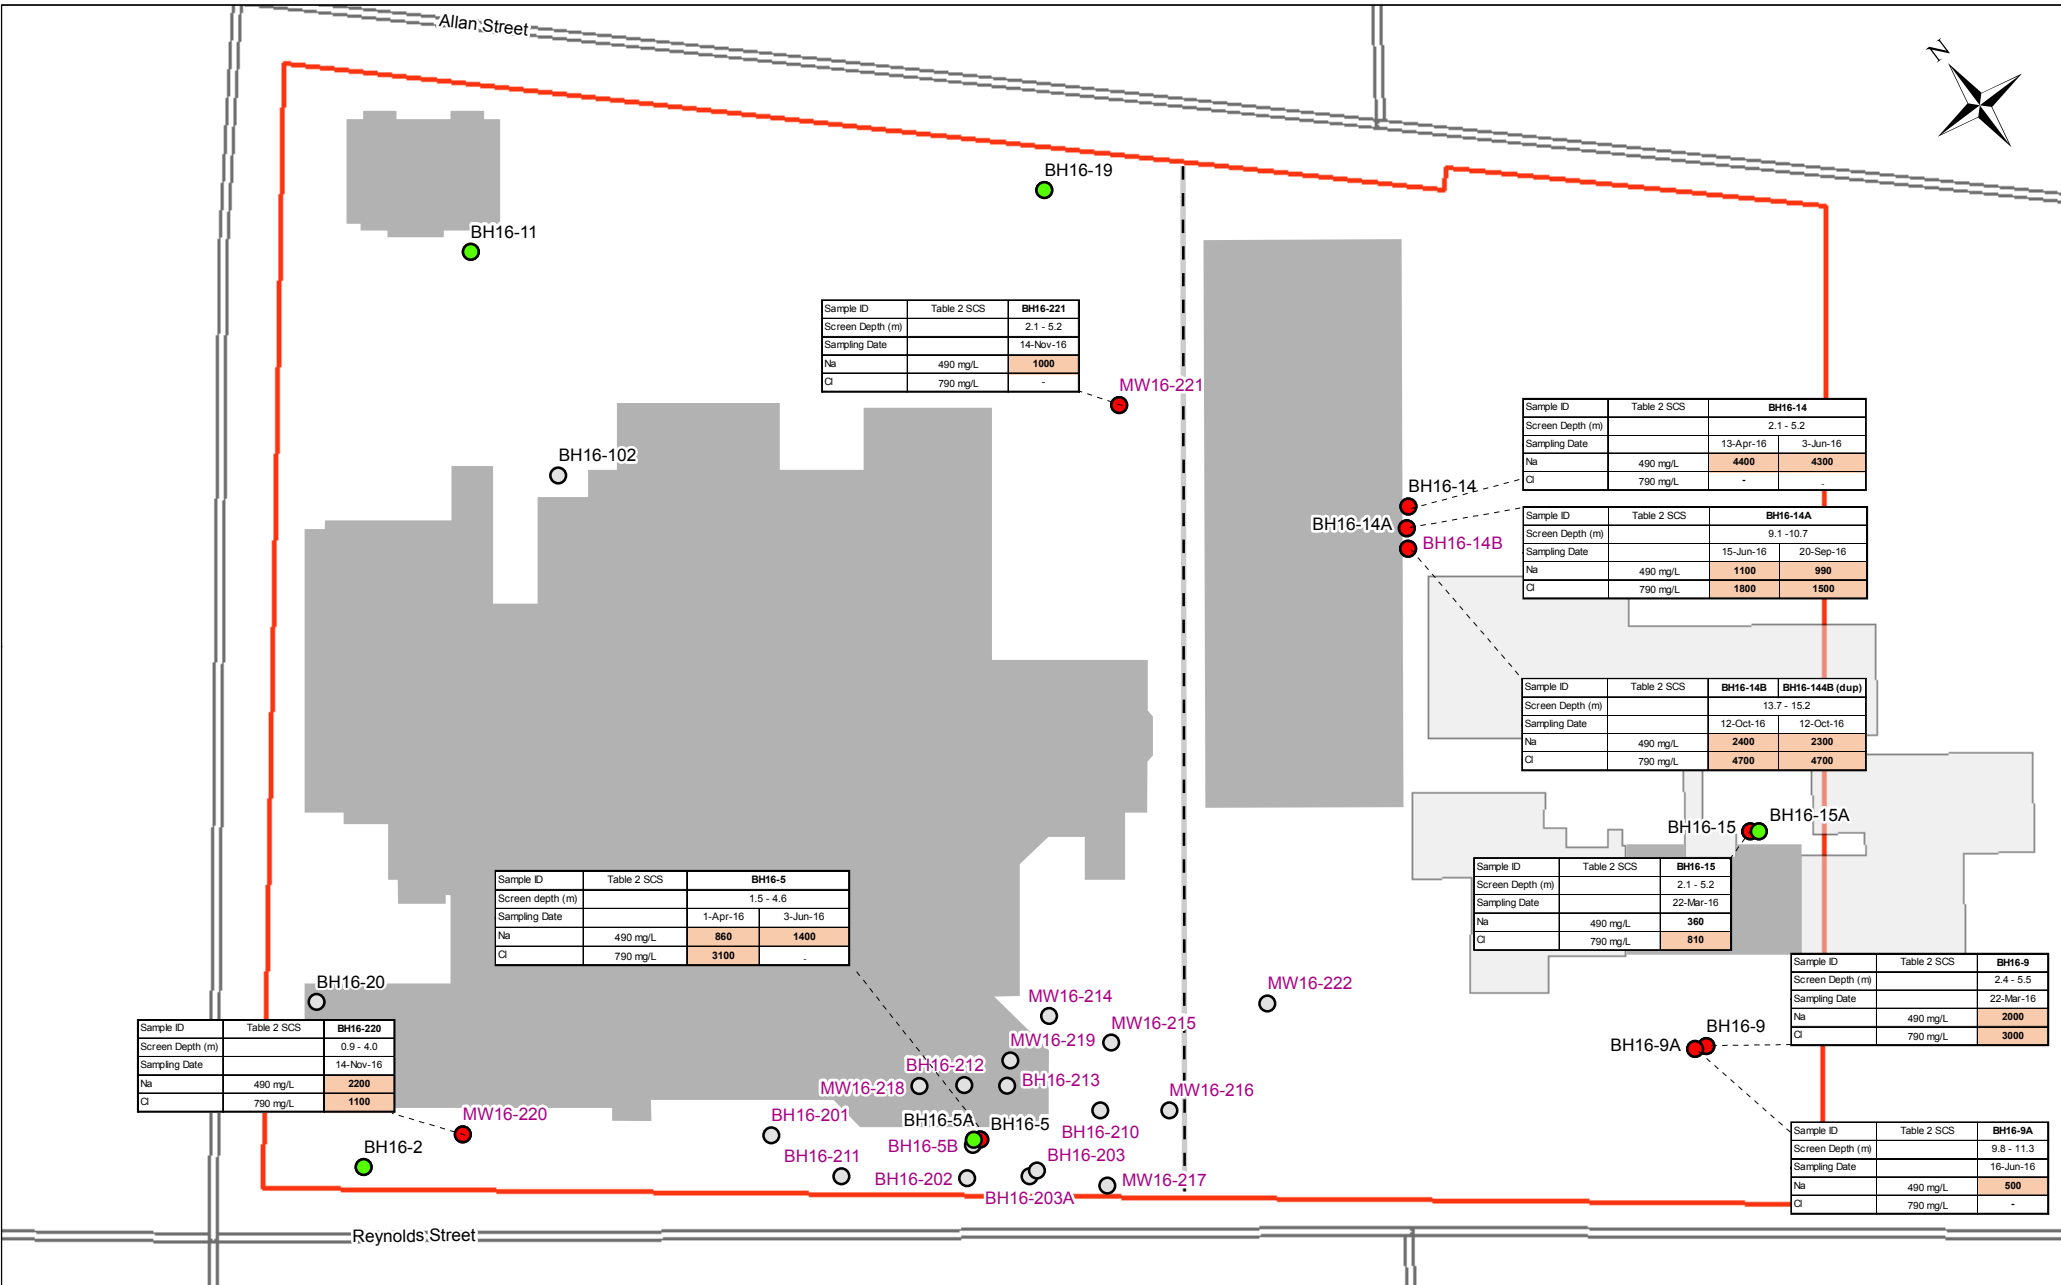 Allan Street
N
BH16-19
BH16-11
Sample ID Table 2 SCS BH16-221
Screen Depth (m) 2.1 - 5.2
Sampling Date 14-Nov-16
Na 490 mg/L 1000
Cl 790 mg/L -
MW16-221
BH16-102
Sample ID Table 2 SCS BH16-14
Screen Depth (m) 2.1 - 5.2
Sampling Date 13-Apr-16 3-Jun-16
Na 490 mg/L 4400 4300
Cl 790 mg/L - -
BH16-14
BH16-14A
BH16-14B
Sample ID Table 2 SCS BH16-14A
Screen Depth (m) 9.1 -10.7
Sampling Date 15-Jun-16 20-Sep-16
Na 490 mg/L 1100 990
Cl 790 mg/L 1800 1500
Sample ID Table 2 SCS BH16-14B BH16-144B (dup)
Screen Depth (m) 13.7 - 15.2
Sampling Date 12-Oct-16 12-Oct-16
Na 490 mg/L 2400 2300
Cl 790 mg/L 4700 4700
BH16-15
BH16-15A
Sample ID Table 2 SCS BH16-15
Screen Depth (m) 2.1 - 5.2
Sampling Date 22-Mar-16
Na 490 mg/L 360
Cl 790 mg/L 810
Sample ID Table 2 SCS BH16-5
Screen depth (m) 1.5 - 4.6
Sampling Date 1-Apr-16 3-Jun-16
Na 490 mg/L 860 1400
Cl 790 mg/L 3100 -
Sample ID Table 2 SCS BH16-9
Screen Depth (m) 2.4 - 5.5
Sampling Date 22-Mar-16
Na 490 mg/L 2000
Cl 790 mg/L 3000
BH16-9
BH16-9A
BH16-20
Sample ID Table 2 SCS BH16-220
Screen Depth (m) 0.9 - 4.0
Sampling Date 14-Nov-16
Na 490 mg/L 2200
Cl 790 mg/L 1100
MW16-220
BH16-2
MW16-222
MW16-214
MW16-215
MW16-219
BH16-212
BH16-213
MW16-218
MW16-216
BH16-201
BH16-5A
BH16-5
BH16-210
BH16-5B
BH16-211
BH16-203
BH16-202
MW16-217
BH16-203A
Sample ID Table 2 SCS BH16-9A
Screen Depth (m) 9.8 - 11.3
Sampling Date 16-Jun-16
Na 490 mg/L 500
Cl 790 mg/L -
Reynolds Street